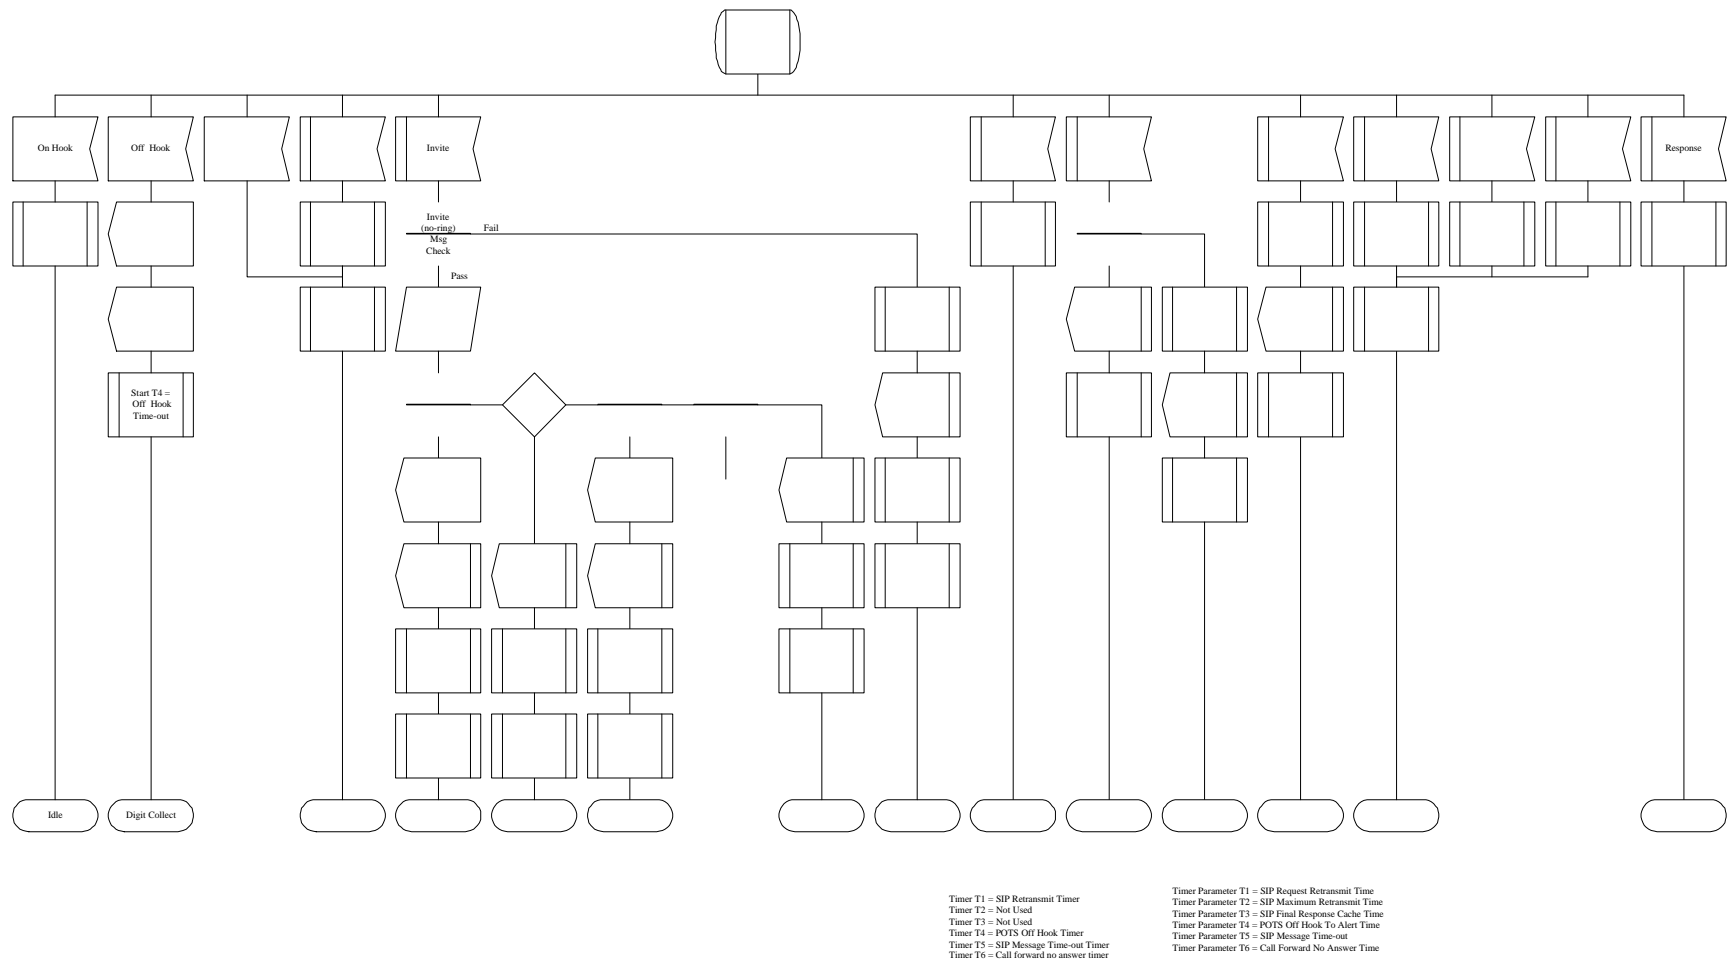 On Hook
Off Hook
Invite
Response
Invite
(no-ring)
Msg
Check
Fail
Pass
Start T4 =
Off Hook
Time-out
Idle
Digit Collect
Timer T1 = SIP Retransmit Timer
Timer T2 = Not Used
Timer T3 = Not Used
Timer T4 = POTS Off Hook Timer
Timer T5 = SIP Message Time-out Timer
Timer T6 = Call forward no answer timer
Timer Parameter T1 = SIP Request Retransmit Time
Timer Parameter T2 = SIP Maximum Retransmit Time
Timer Parameter T3 = SIP Final Response Cache Time
Timer Parameter T4 = POTS Off Hook To Alert Time
Timer Parameter T5 = SIP Message Time-out
Timer Parameter T6 = Call Forward No Answer Time